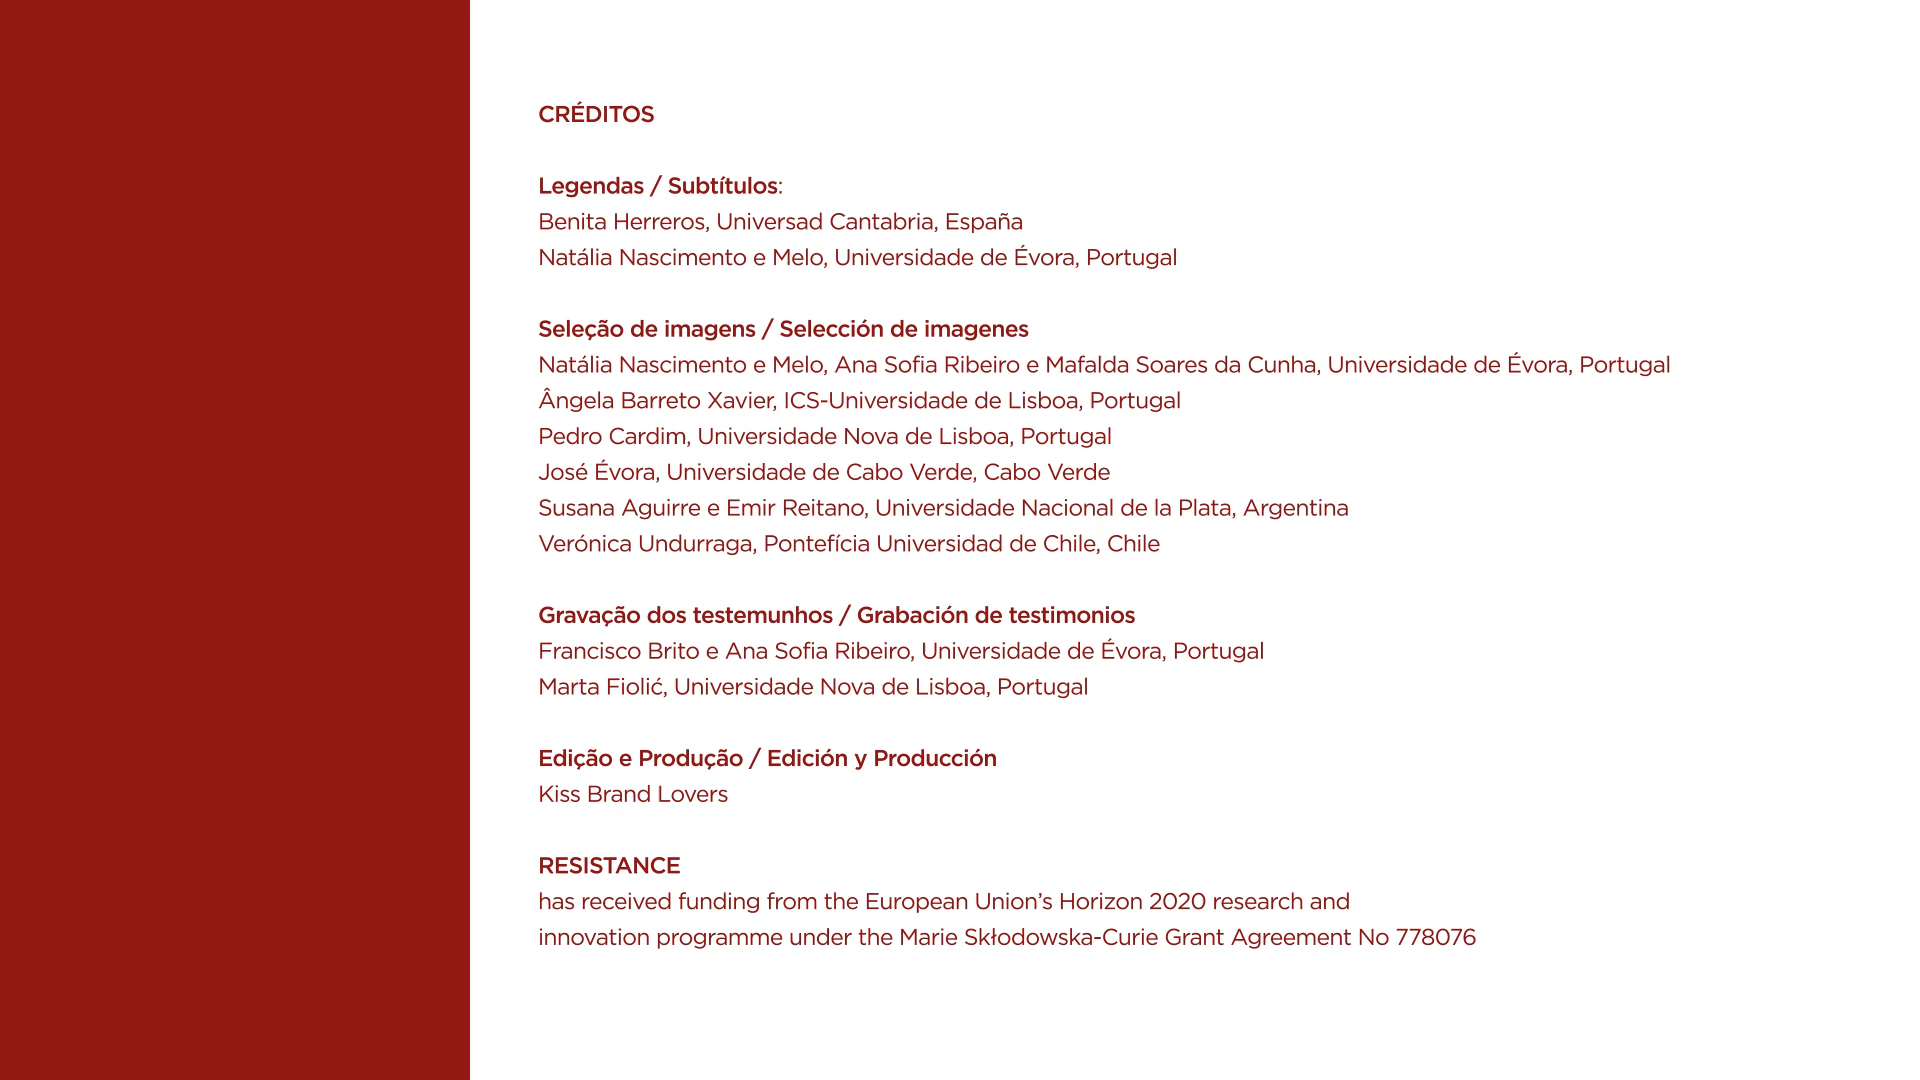 CRÉDITOS
Legendas / Subtítulos:
Benita Herreros, Universad Cantabria, España
Natália Nascimento e Melo, Universidade de Évora, Portugal
Seleção de imagens / Selección de imagenes
Natália Nascimento e Melo, Ana Sofia Ribeiro e Mafalda Soares da Cunha, Universidade de Évora, Portugal
Ângela Barreto Xavier, ICS-Universidade de Lisboa, Portugal
Pedro Cardim, Universidade Nova de Lisboa, Portugal
José Évora, Universidade de Cabo Verde, Cabo Verde
Susana Aguirre e Emir Reitano, Universidade Nacional de la Plata, Argentina
Verónica Undurraga, Pontefícia Universidad de Chile, Chile
Gravação dos testemunhos / Grabación de testimonios
Francisco Brito e Ana Sofia Ribeiro, Universidade de Évora, Portugal
Marta Fiolić, Universidade Nova de Lisboa, Portugal
Edição e Produção / Edición y Producción
Kiss Brand Lovers
RESISTANCE
has received funding from the European Union’s Horizon 2020 research and
innovation programme under the Marie Skłodowska-Curie Grant Agreement No 778076